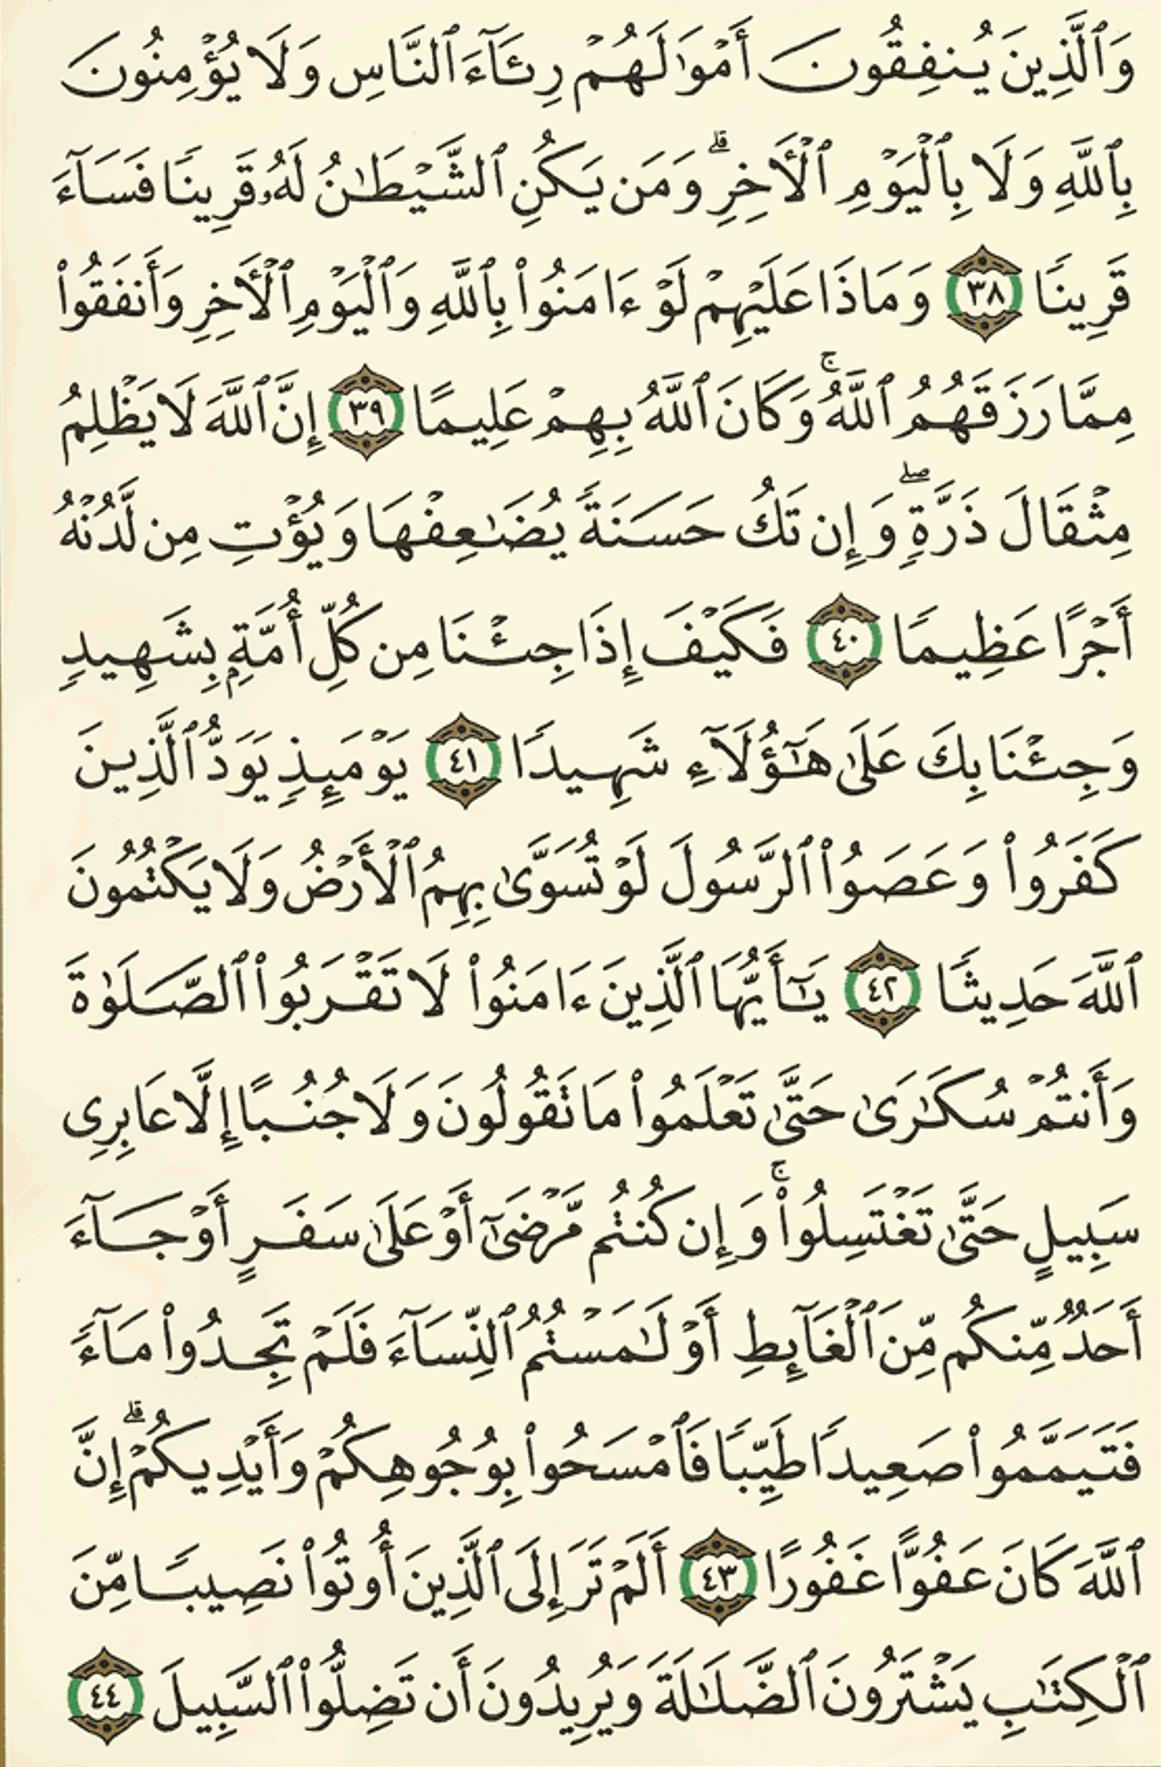 وَٱلَّذِينَ يُنفِقُونَ أَمۡوَٰلَهُمۡ رِئَآءَ ٱلنَّاسِ وَلَا يُؤۡمِنُونَ
بِٱللَّهِ وَلَا بِٱلۡيَوۡمِ ٱلۡأٓخِرِۗ وَمَن يَكُنِ ٱلشَّيۡطَٰنُ لَهُۥ قَرِينٗا فَسَآءَ
قَرِينٗا ٣٨ وَمَاذَا عَلَيۡهِمۡ لَوۡ ءَامَنُواْ بِٱللَّهِ وَٱلۡيَوۡمِ ٱلۡأٓخِرِ وَأَنفَقُواْ
مِمَّا رَزَقَهُمُ ٱللَّهُۚ وَكَانَ ٱللَّهُ بِهِمۡ عَلِيمًا ٣٩ إِنَّ ٱللَّهَ لَا يَظۡلِمُ
مِثۡقَالَ ذَرَّةٖۖ وَإِن تَكُ حَسَنَةٗ يُضَٰعِفۡهَا وَيُؤۡتِ مِن لَّدُنۡهُ
أَجۡرًا عَظِيمٗا ٤٠ فَكَيۡفَ إِذَا جِئۡنَا مِن كُلِّ أُمَّةِۭ بِشَهِيدٖ
وَجِئۡنَا بِكَ عَلَىٰ هَٰٓؤُلَآءِ شَهِيدٗا ٤١ يَوۡمَئِذٖ يَوَدُّ ٱلَّذِينَ
كَفَرُواْ وَعَصَوُاْ ٱلرَّسُولَ لَوۡ تُسَوَّىٰ بِهِمُ ٱلۡأَرۡضُ وَلَا يَكۡتُمُونَ
ٱللَّهَ حَدِيثٗا ٤٢ يَٰٓأَيُّهَا ٱلَّذِينَ ءَامَنُواْ لَا تَقۡرَبُواْ ٱلصَّلَوٰةَ
وَأَنتُمۡ سُكَٰرَىٰ حَتَّىٰ تَعۡلَمُواْ مَا تَقُولُونَ وَلَا جُنُبًا إِلَّا عَابِرِي
سَبِيلٍ حَتَّىٰ تَغۡتَسِلُواْۚ وَإِن كُنتُم مَّرۡضَىٰٓ أَوۡ عَلَىٰ سَفَرٍ أَوۡ جَآءَ
أَحَدٞ مِّنكُم مِّنَ ٱلۡغَآئِطِ أَوۡ لَٰمَسۡتُمُ ٱلنِّسَآءَ فَلَمۡ تَجِدُواْ مَآءٗ
فَتَيَمَّمُواْ صَعِيدٗا طَيِّبٗا فَٱمۡسَحُواْ بِوُجُوهِكُمۡ وَأَيۡدِيكُمۡۗ إِنَّ
ٱللَّهَ كَانَ عَفُوًّا غَفُورًا ٤٣ أَلَمۡ تَرَ إِلَى ٱلَّذِينَ أُوتُواْ نَصِيبٗا مِّنَ
ٱلۡكِتَٰبِ يَشۡتَرُونَ ٱلضَّلَٰلَةَ وَيُرِيدُونَ أَن تَضِلُّواْ ٱلسَّبِيلَ ٤٤